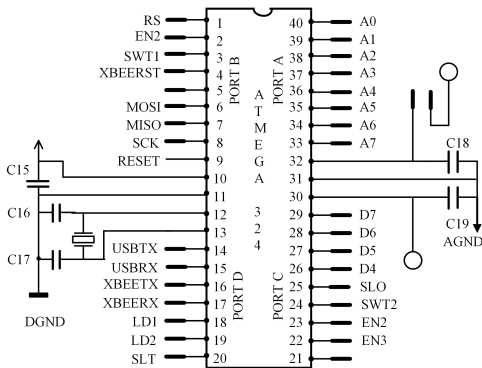 RS 1 40 A0
EN2 2 39 A1
SWT1 3 38 A2
XBEERST 4 37 A3
5 36 A4
MOSI 6 35 A5
MISO 7 34 A6
SCK 8 33 A7
RESET 9 32 C18
C15 10 31
11 30 C19
C16 12 29 D7 AGND
13 28 D6
C17 USBTX 14 27 D5
USBRX 15 26 D4
XBEETX 16 25 SLO
XBEERX 17 24 SWT2
DGND LD1 18 23 EN2
LD2 19 22 EN3
SLT 20 21
PORT B
PORT A
ATMEGA 324
PORT D
PORT C